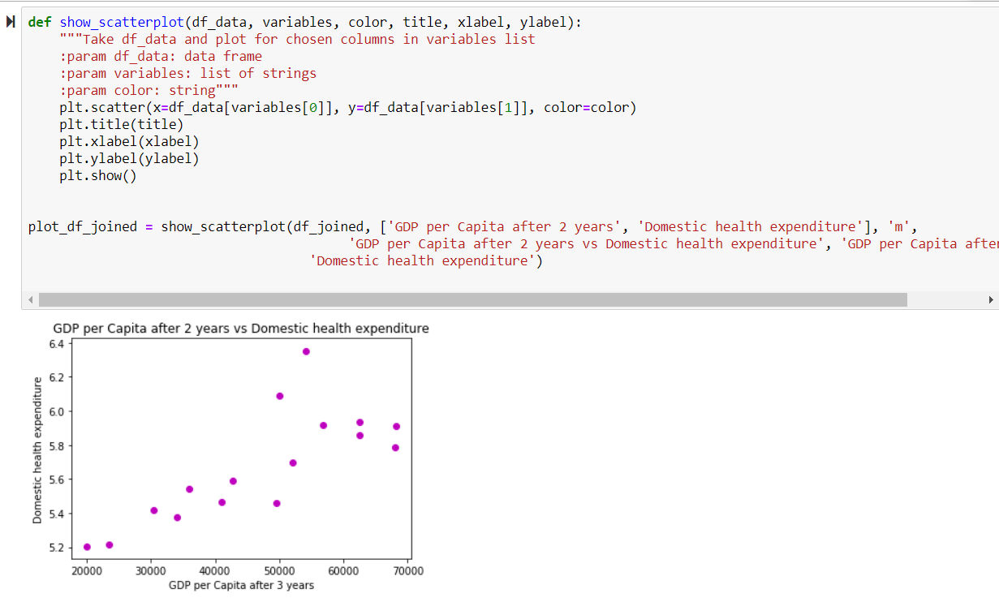 def show_scatterplot(df_data, variables, color, title, xlabel, ylabel):
    """Take df_data and plot for chosen columns in variables list
    :param df_data: data frame
    :param variables: list of strings
    :param color: string"""
    plt.scatter(x=df_data[variables[0]], y=df_data[variables[1]], color=color)
    plt.title(title)
    plt.xlabel(xlabel)
    plt.ylabel(ylabel)
    plt.show()
plot_df_joined = show_scatterplot(df_joined, ['GDP per Capita after 2 years', 'Domestic health expenditure'], 'm',
'GDP per Capita after 2 years vs Domestic health expenditure', 'GDP per Capita after
'Domestic health expenditure')
GDP per Capita after 2 years vs Domestic health expenditure
Domestic health expenditure
6.4
6.2
6.0
5.8
5.6
5.4
5.2
20000 30000 40000 50000 60000 70000
GDP per Capita after 3 years